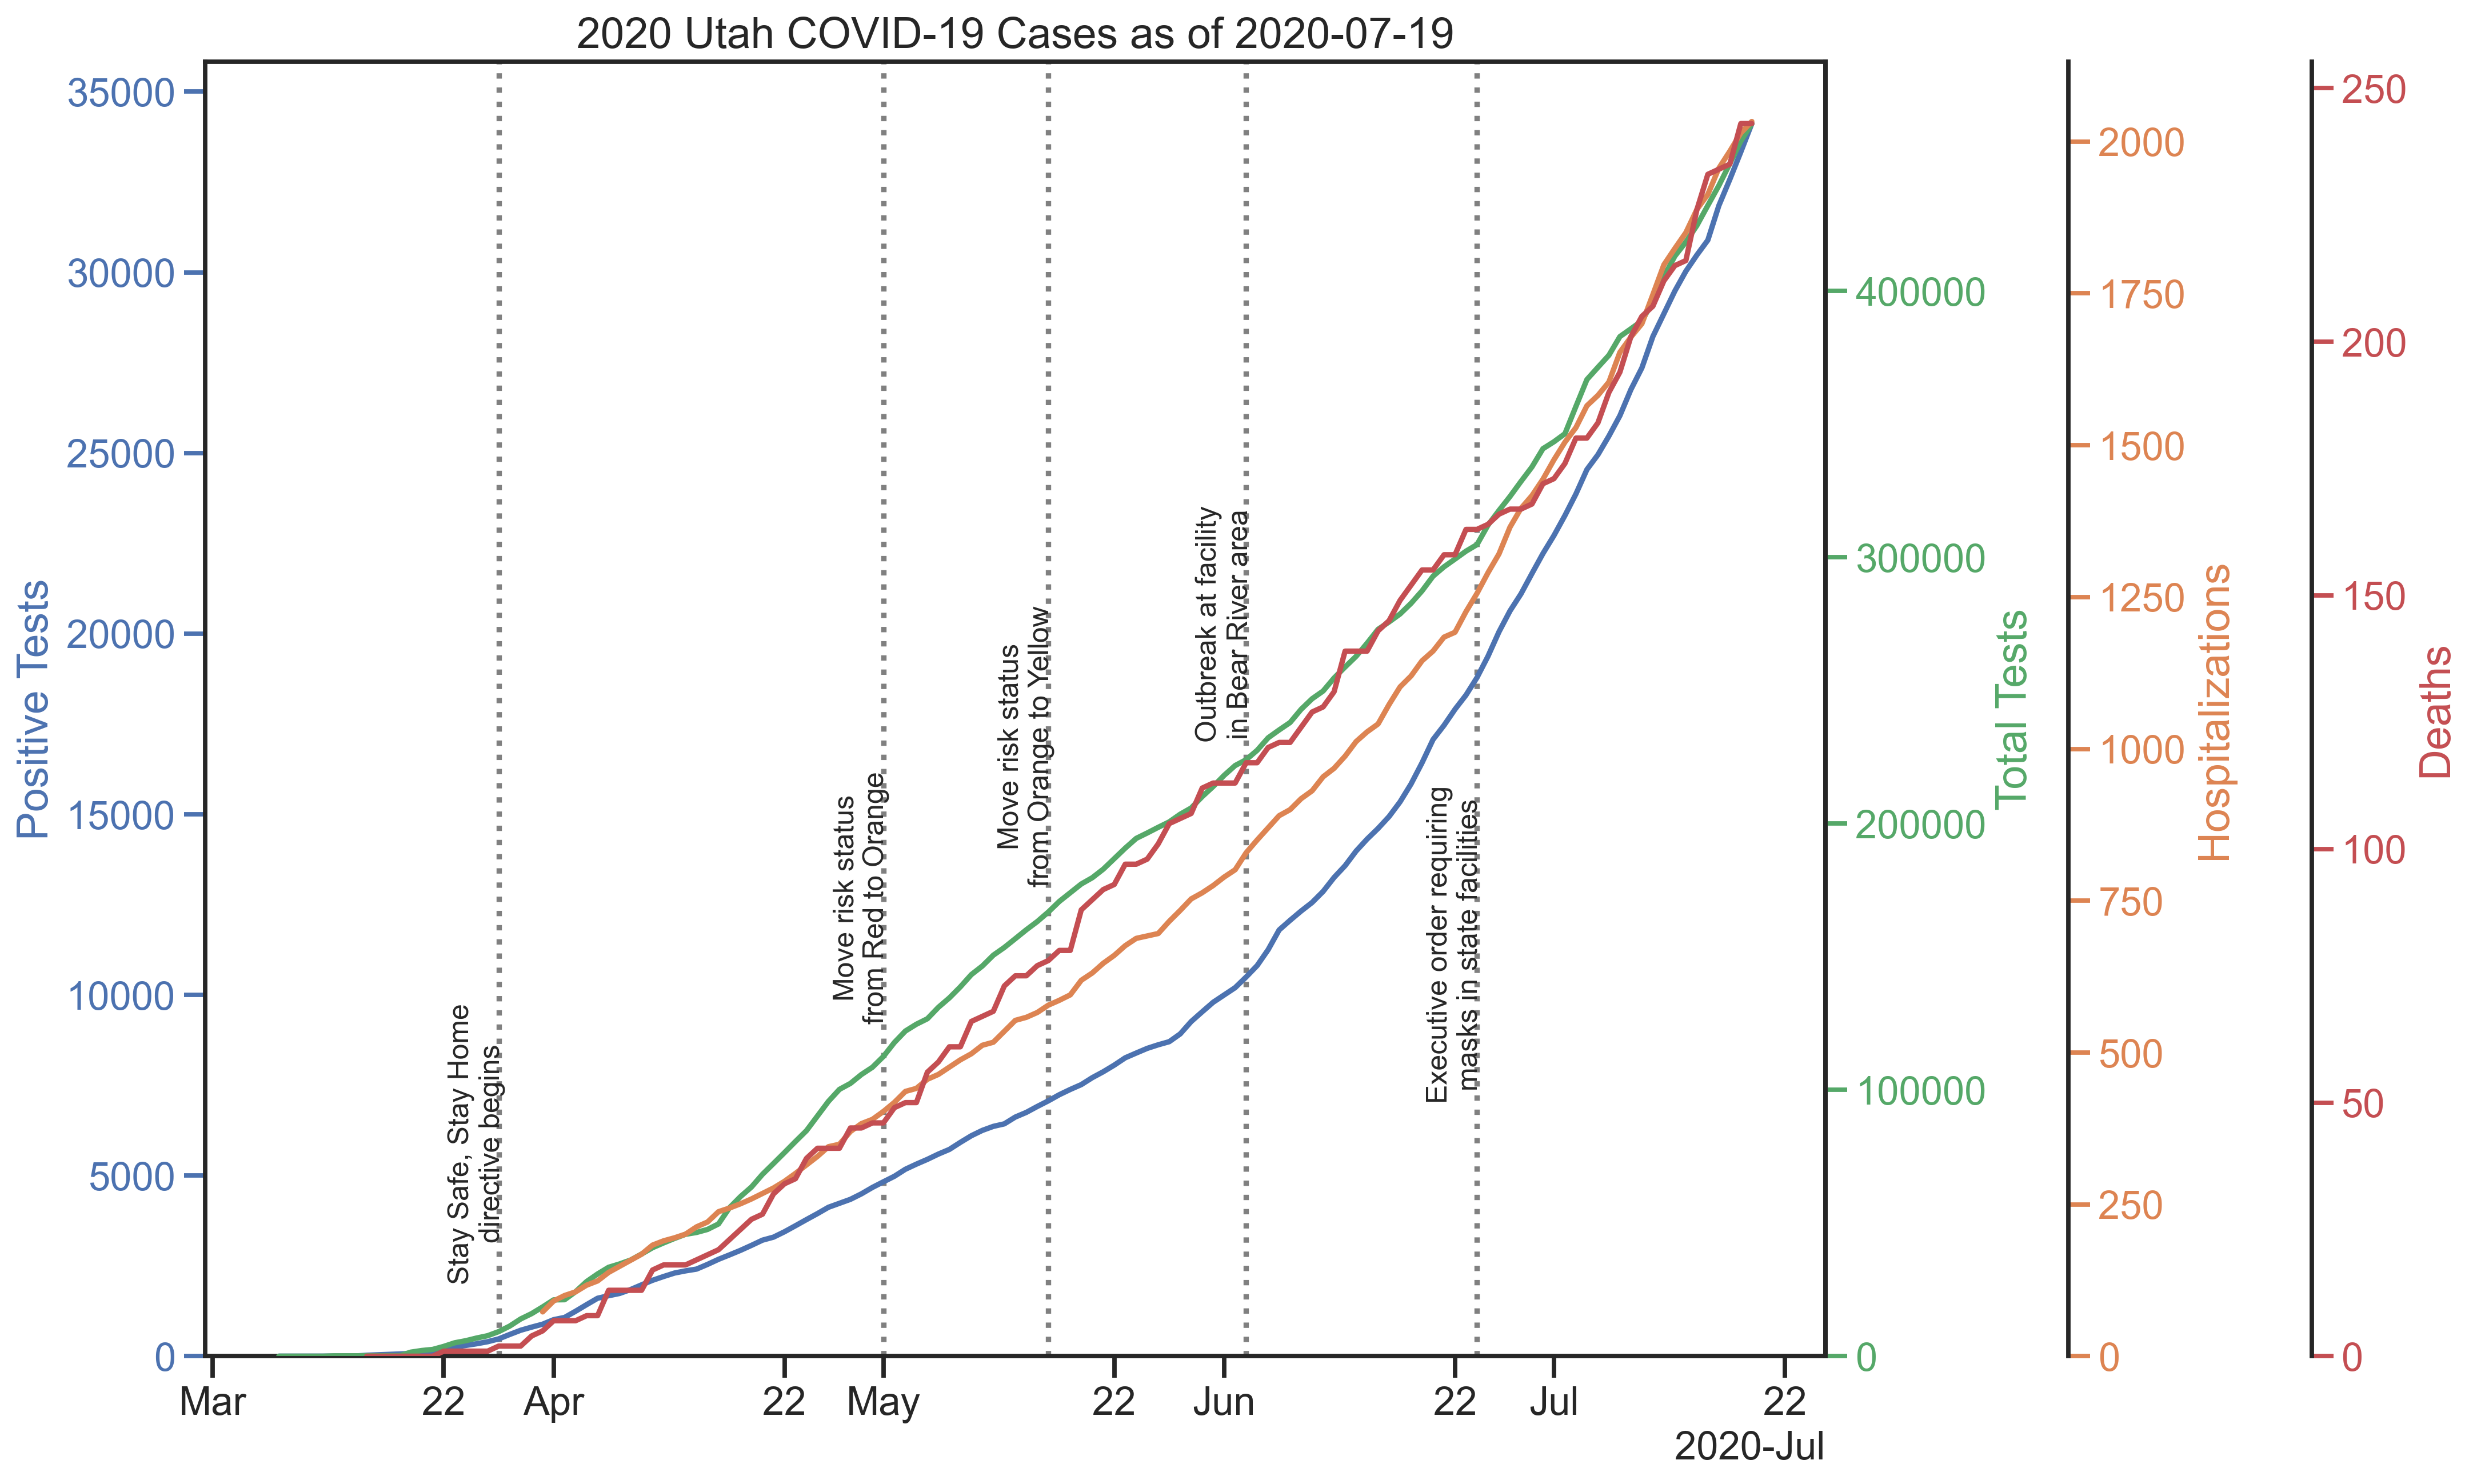 2020 Utah COVID-19 Cases as of 2020-07-19
35000
30000
25000
20000
15000
10000
5000
0
Positive Tests
Stay Safe, Stay Home
directive begins
Move risk status
from Red to Orange
Move risk status
from Orange to Yellow
Outbreak at facility
in Bear River area
Executive order requiring
masks in state facilities
400000
300000
200000
100000
0
Total Tests
2000
1750
1500
1250
1000
750
500
250
0
Hospitalizations
250
200
150
100
50
0
Deaths
Mar 22 Apr 22 May 22 Jun 22 Jul 22
2020-Jul